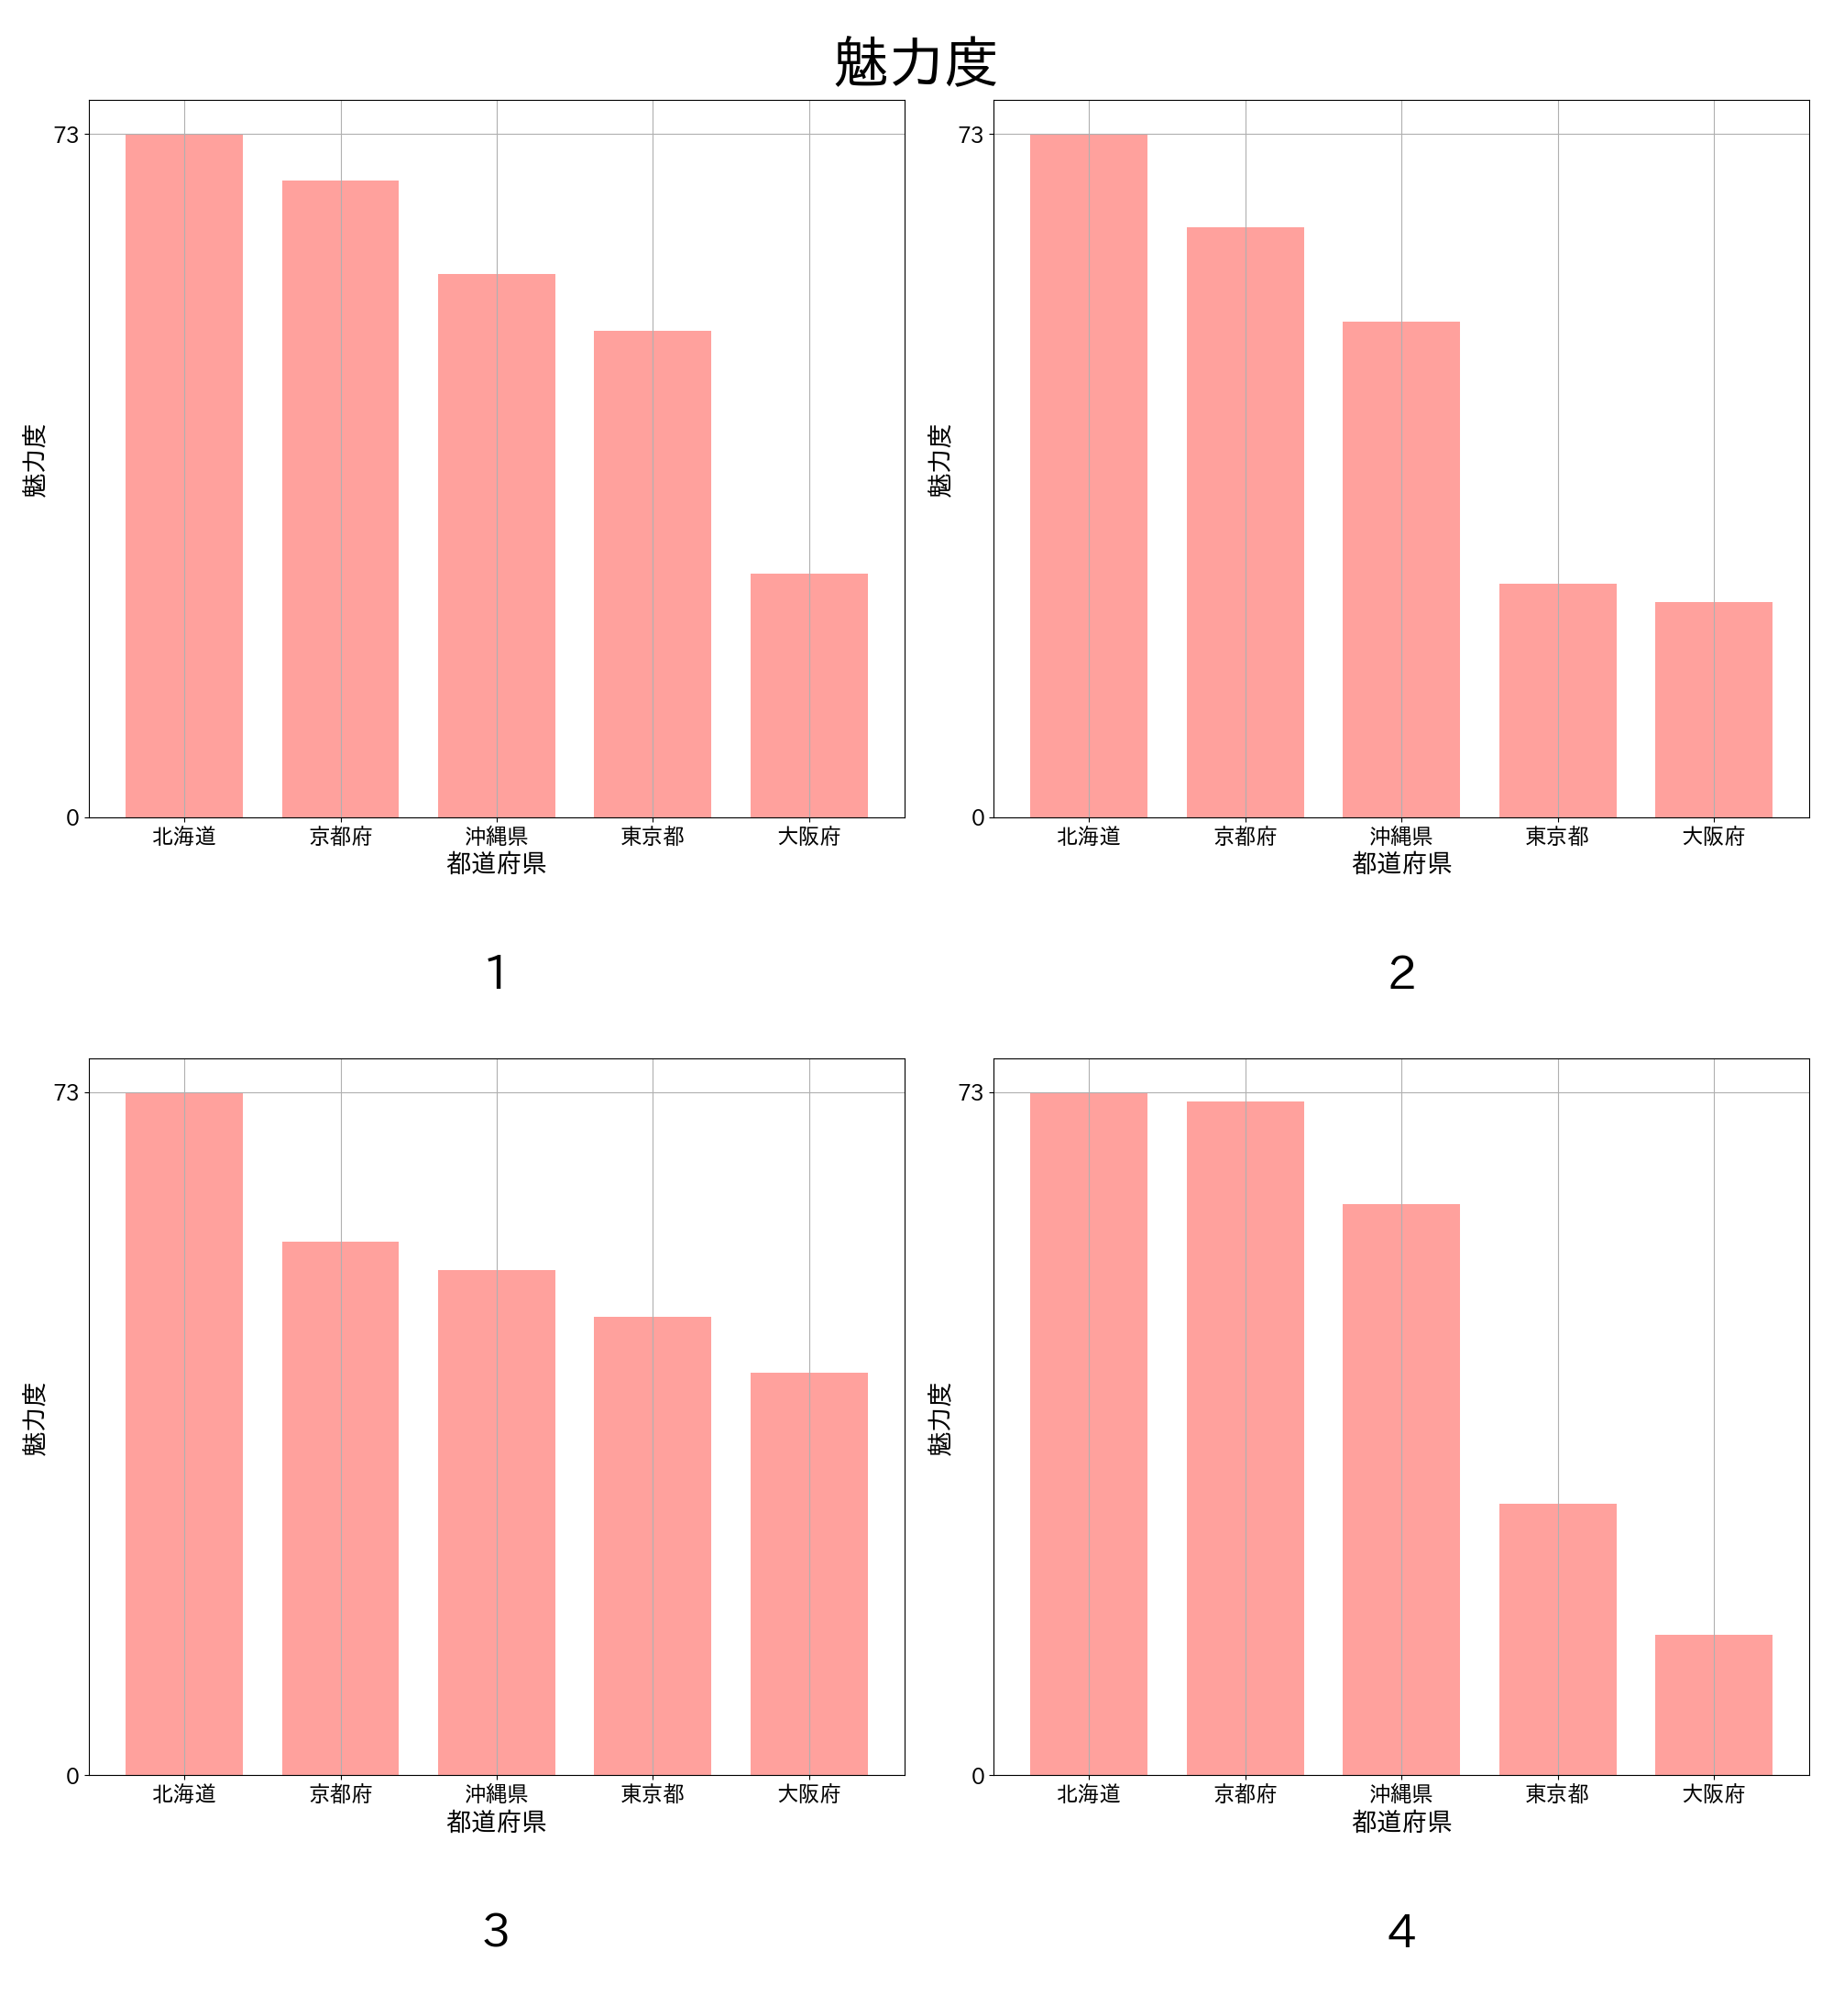 魅力度
73
0
魅力度
北海道 京都府 沖縄県 東京都 大阪府
都道府県
1
73
0
魅力度
北海道 京都府 沖縄県 東京都 大阪府
都道府県
2
73
0
魅力度
北海道 京都府 沖縄県 東京都 大阪府
都道府県
3
73
0
魅力度
北海道 京都府 沖縄県 東京都 大阪府
都道府県
4